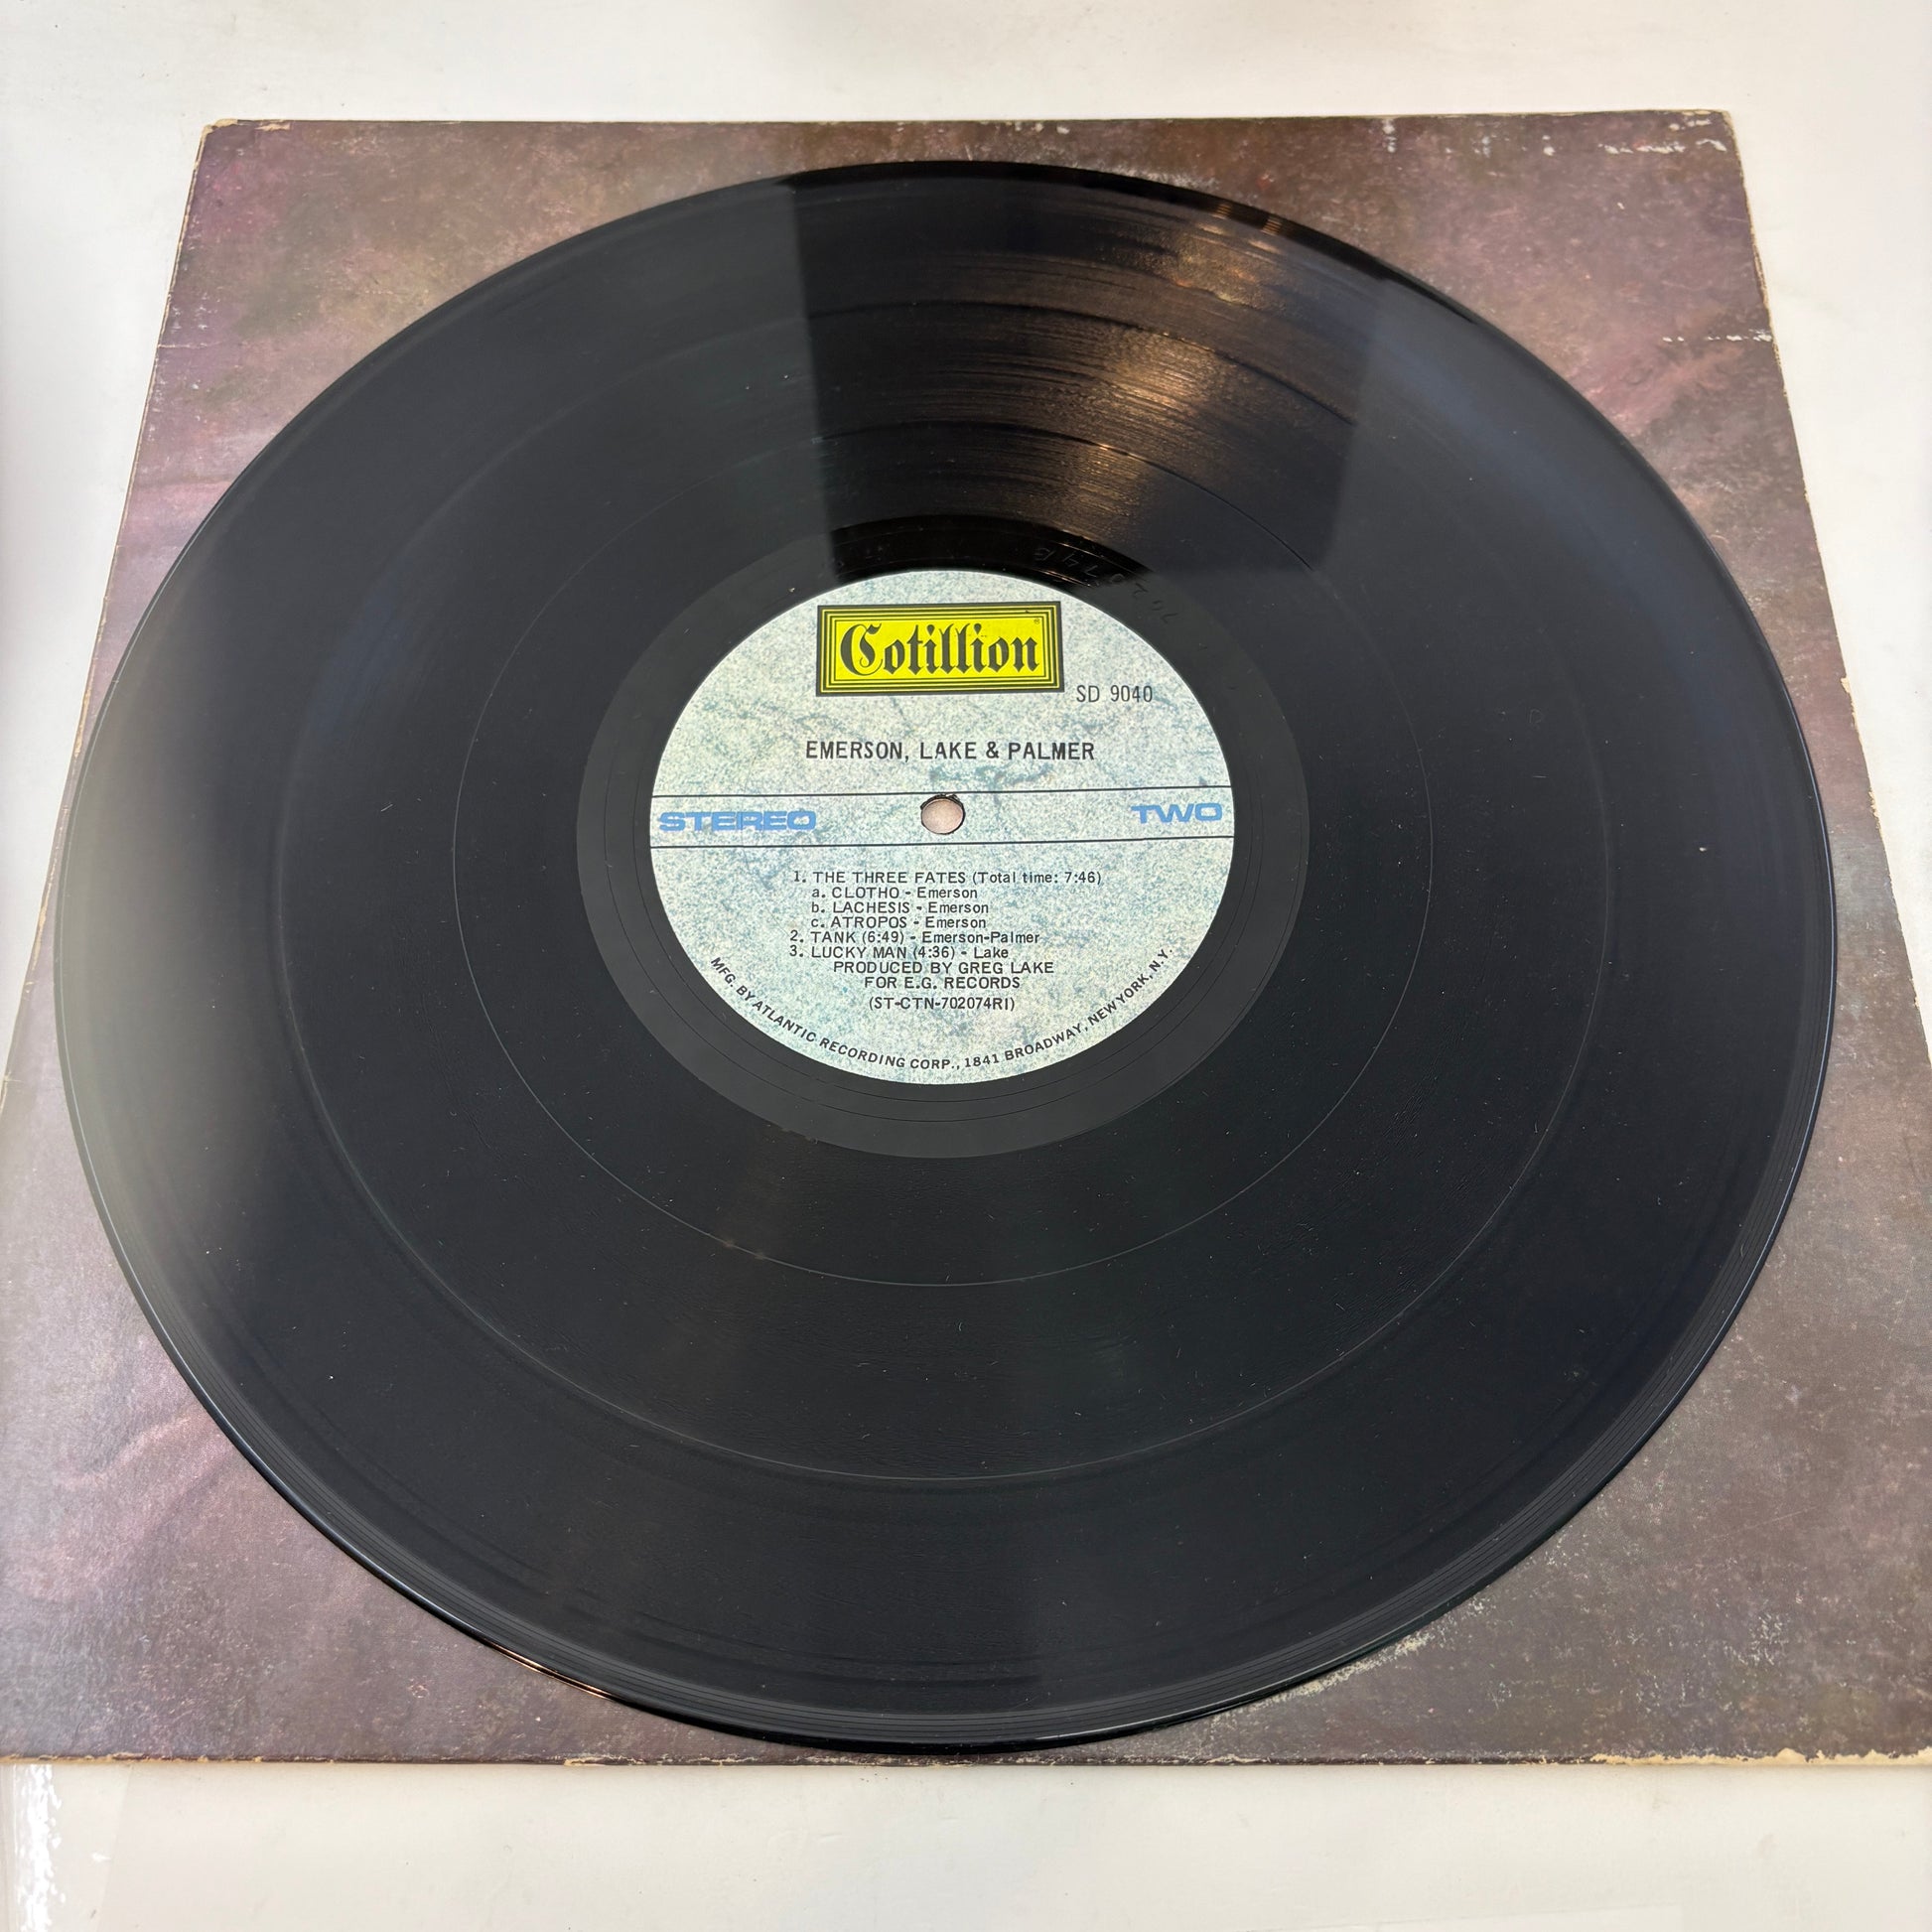 Cotillion
SD 9040
EMERSON, LAKE & PALMER
STEREO TWO
1. THE THREE FATES (Total time: 7:46)
a. CLOTHO - Emerson
b. LACHESIS - Emerson
c. ATROPOS - Emerson
2. TANK (6:49) - Emerson-Palmer
3. LUCKY MAN (4:36) - Lake
PRODUCED BY GREG LAKE
FOR E.G. RECORDS
(ST-CTN-702074RI)
MFG. BY ATLANTIC RECORDING CORP., 1841 BROADWAY, NEW YORK, N.Y.